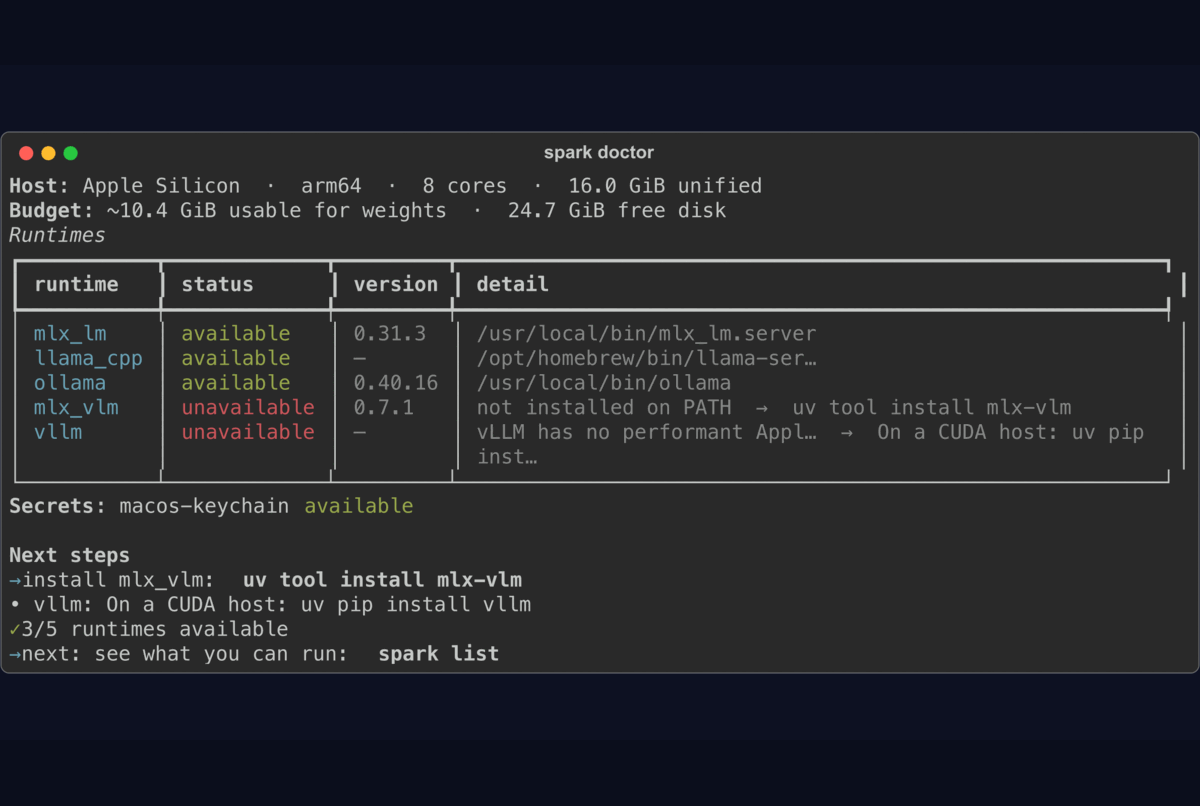 spark doctor
Host: Apple Silicon · arm64 · 8 cores · 16.0 GiB unified
Budget: ~10.4 GiB usable for weights · 24.7 GiB free disk
Runtimes
runtime status version detail
mlx_lm available 0.31.3 /usr/local/bin/mlx_lm.server
llama_cpp available — /opt/homebrew/bin/llama-ser…
ollama available 0.40.16 /usr/local/bin/ollama
mlx_vlm unavailable 0.7.1 not installed on PATH → uv tool install mlx-vlm
vllm unavailable — vLLM has no performant Appl… → On a CUDA host: uv pip
inst…
Secrets: macos-keychain available
Next steps
→install mlx_vlm: uv tool install mlx-vlm
• vllm: On a CUDA host: uv pip install vllm
✓3/5 runtimes available
→next: see what you can run: spark list